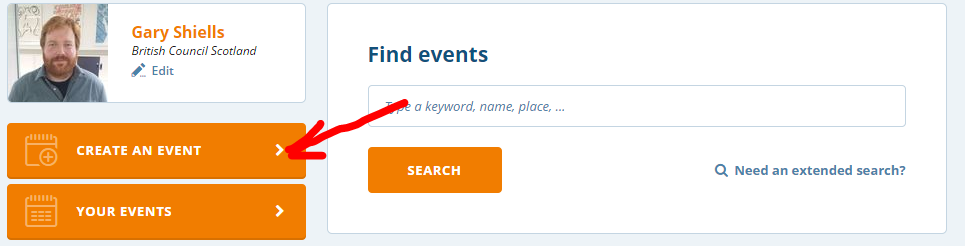 Gary Shiells
British Council Scotland
Edit
CREATE AN EVENT
YOUR EVENTS
Find events
Type a keyword, name, place, ...
SEARCH
Need an extended search?